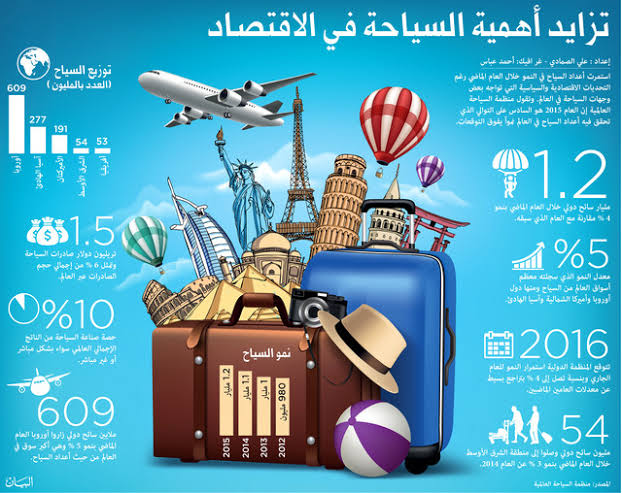 تزايد أهمية السياحة في الاقتصاد
إعداد : علي الصمادي - غرافيك: أحمد عباس
استمرت أعداد السياح في النمو خلال العام الماضي رغم
التحديات الاقتصادية والسياسية التي تواجه بعض
وجهات السياحة في العالم. وتقول منظمة السياحة
العالمية إن العام 2015 هو السادس على التوالي الذي
تحقق فيه أعداد السياح في العالم نمواً يفوق التوقعات.
توزيع السياح
(العدد بالمليون)
609
277
191
54
53
أوروبا
آسيا الهادئ
الأميركتان
الشرق الأوسط
أفريقيا
1.2
مليار سائح دولي خلال العام الماضي بنمو
4 % مقارنة مع العام الذي سبقه.
%5
معدل النمو الذي سجلته معظم
أسواق العالم من السياح ومنها دول
أوروبا وأميركا الشمالية وآسيا الهادئ.
2016
تتوقع المنظمة الدولية استمرار النمو للعام
الجاري وبنسبة تصل إلى 4 % بتراجع بسيط
عن معدلات العامين الماضيين.
54
مليون سائح دولي وصلوا إلى منطقة الشرق الأوسط
خلال العام الماضي بنمو 3 % عن العام 2014.
المصدر: منظمة السياحة العالمية
1.5
تريليون دولار صادرات السياحة
وتمثل 6 % من إجمالي حجم
الصادرات عبر العالم.
%10
حصة صناعة السياحة من الناتج
الإجمالي العالمي سواء بشكل مباشر
أو غير مباشر.
609
ملايين سائح دولي زاروا أوروبا العام
الماضي بنمو 5 % وهي أكبر سوق في
العالم من حيث أعداد السياح.
نمو السياح
1.2 مليار
1.1 مليار
1 مليار
980 مليون
2015
2014
2013
2012
البيان